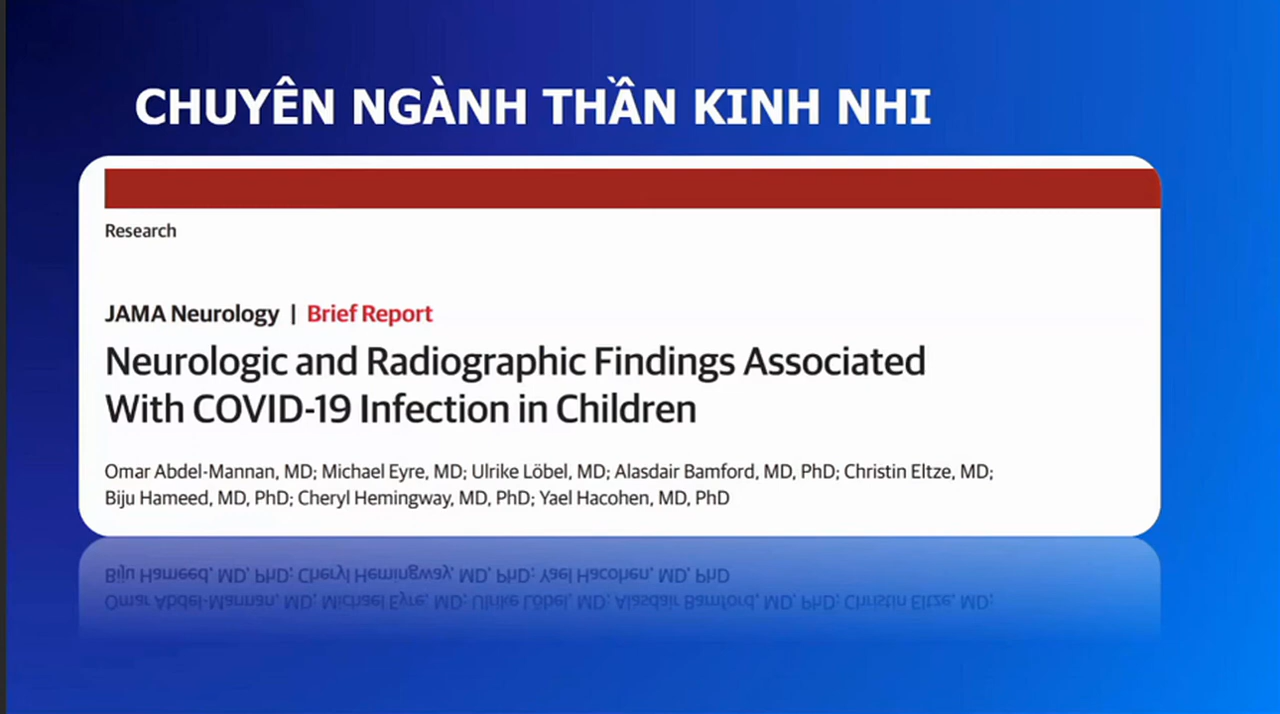 CHUYÊN NGÀNH THẦN KINH NHI
Research
JAMA Neurology | Brief Report
Neurologic and Radiographic Findings Associated
With COVID-19 Infection in Children
Omar Abdel-Mannan, MD; Michael Eyre, MD; Ulrike Löbel, MD; Alasdair Bamford, MD, PhD; Christin Eltze, MD;
Biju Hameed, MD, PhD; Cheryl Hemingway, MD, PhD; Yael Hacohen, MD, PhD